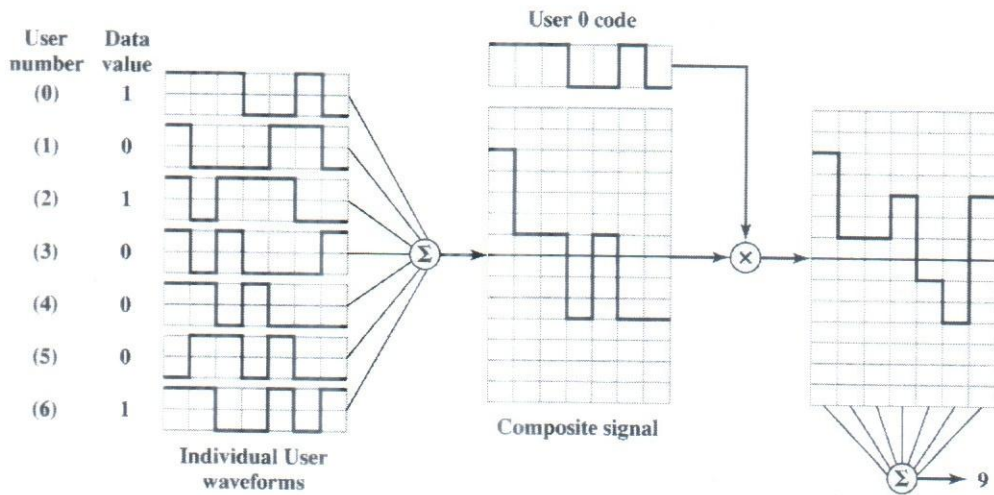 User 0 code
User Data
number value
(0) 1
(1) 0
(2) 1
(3) 0
(4) 0
(5) 0
(6) 1
Σ
×
Composite signal
Individual User
waveforms
Σ 9